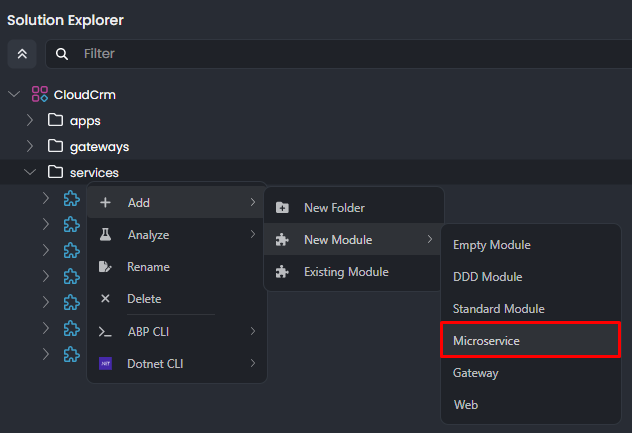 Solution Explorer
Filter
CloudCrm
apps
gateways
services
Add
Analyze
Rename
Delete
ABP CLI
.NET
Dotnet CLI
New Folder
New Module
Existing Module
Empty Module
DDD Module
Standard Module
Microservice
Gateway
Web